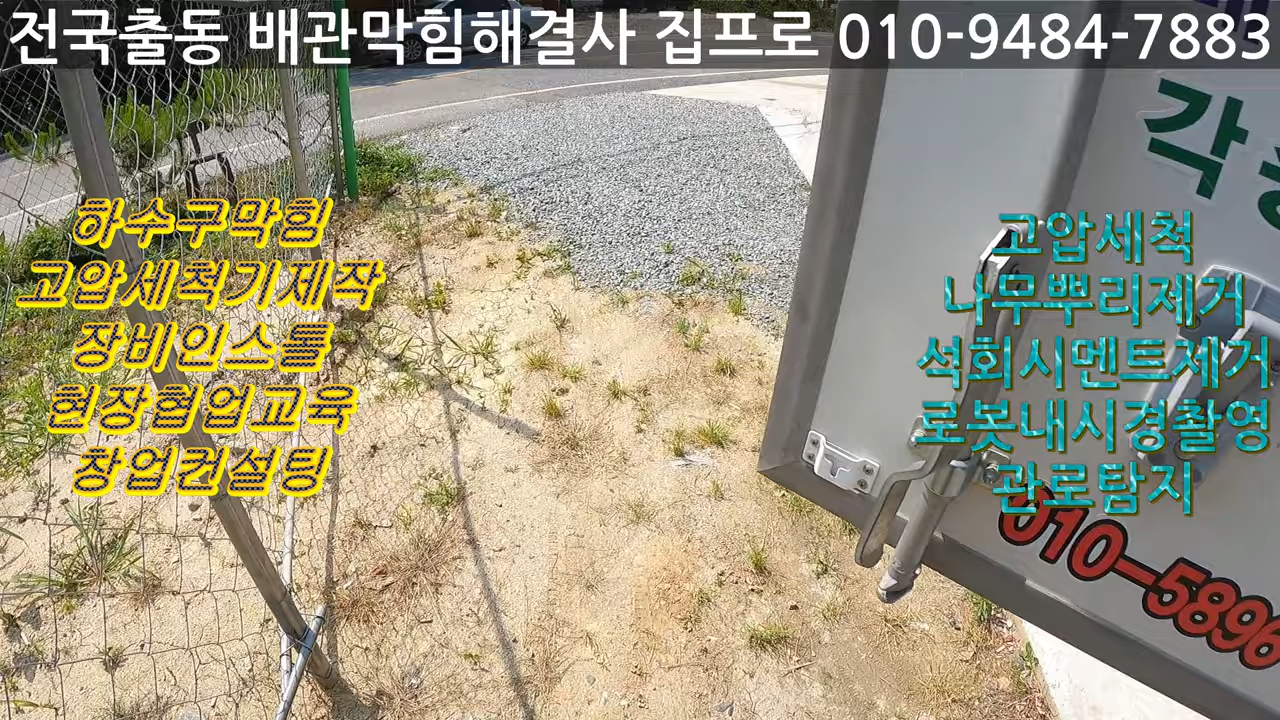 전국출동 배관막힘해결사 집프로 010-9484-7883
각
하수구막힘
고압세척기제작
장비인스톨
현장협업교육
창업컨설팅
고압세척
나무뿌리제거
석회시멘트제거
로봇내시경촬영
관로탐지
010-5896